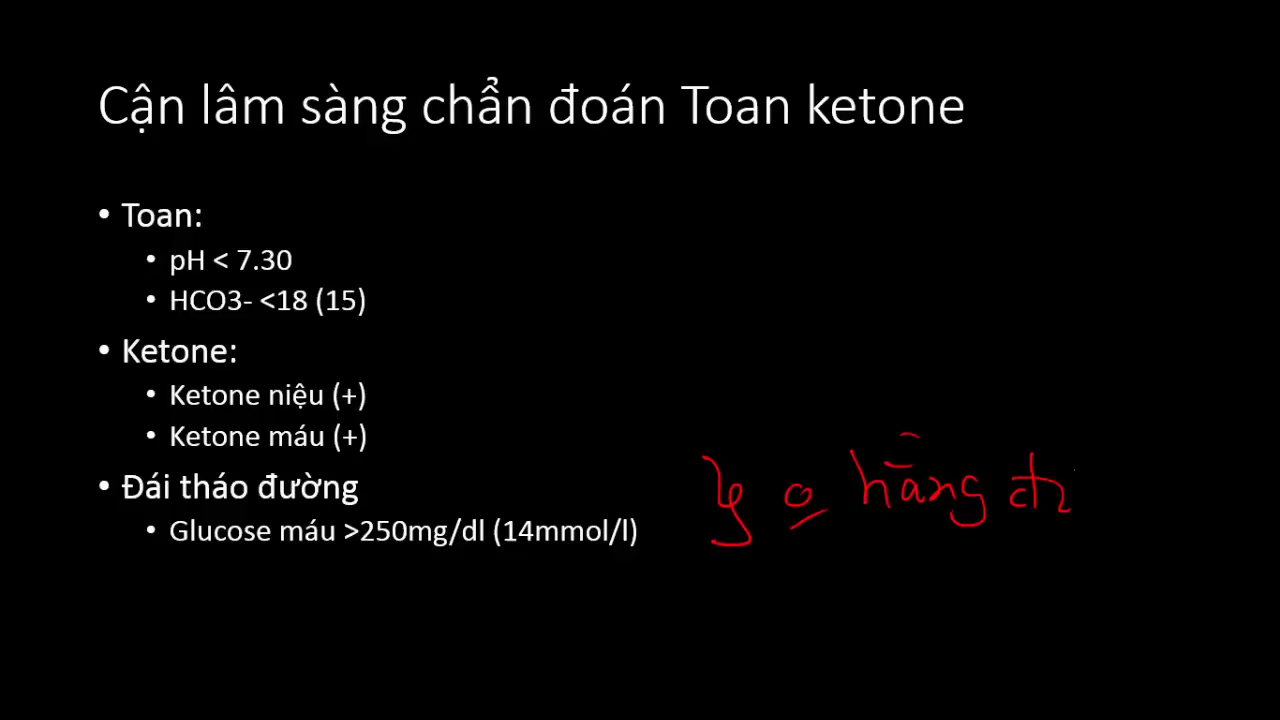 Cận lâm sàng chẩn đoán Toan ketone
• Toan:
• pH < 7.30
• HCO3- <18 (15)
• Ketone:
• Ketone niệu (+)
• Ketone máu (+)
• Đái tháo đường
• Glucose máu >250mg/dl (14mmol/l)